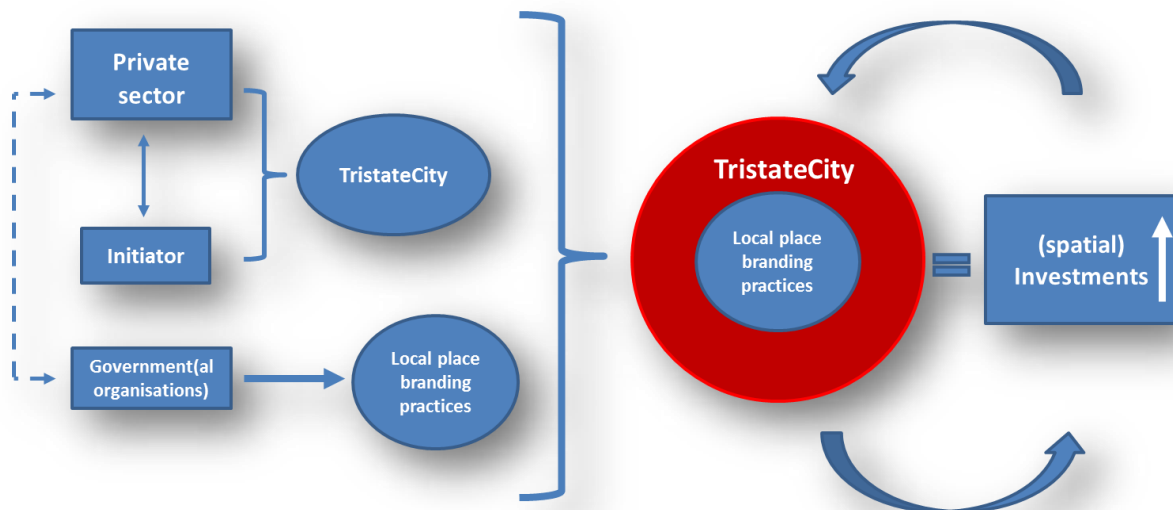 Private
sector
TristateCity
Initiator
Government(al
organisations)
Local place
branding
practices
TristateCity
Local place
branding
practices
(spatial)
Investments